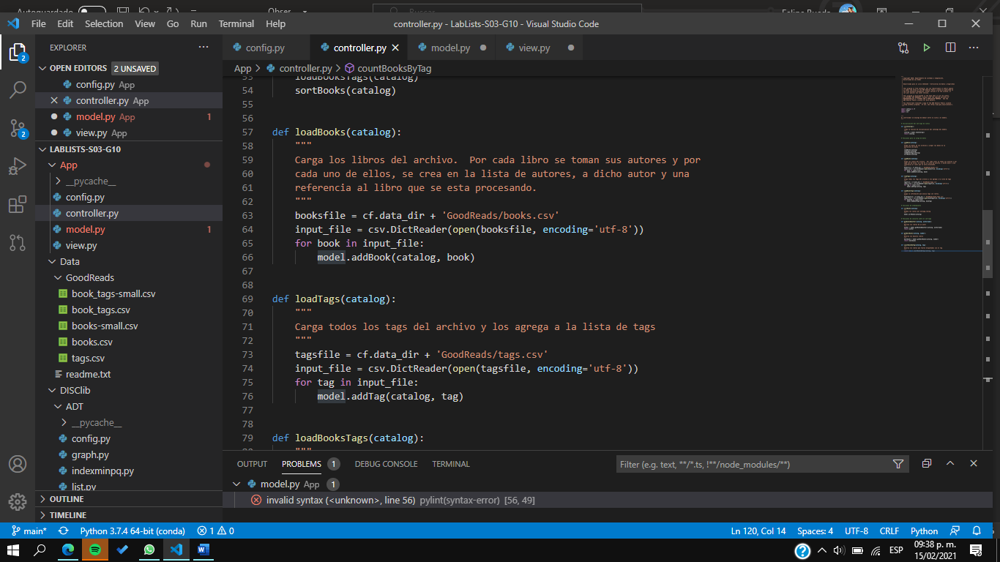 Autoguardado
Obser
Buscar
File Edit Selection View Go Run Terminal Help
controller.py - LabLists-S03-G10 - Visual Studio Code
EXPLORER
config.py
controller.py
model.py
view.py
OPEN EDITORS 2 UNSAVED
config.py App
controller.py App
model.py App 1
view.py App
LABLISTS-S03-G10
App
__pycache__
config.py
controller.py
model.py 1
view.py
Data
GoodReads
book_tags-small.csv
book_tags.csv
books-small.csv
books.csv
tags.csv
readme.txt
DISClib
ADT
__pycache__
config.py
graph.py
indexminpq.py
list.py
OUTLINE
TIMELINE
2
2
App > controller.py > countBooksByTag
53 loadBooksTags(catalog)
54 sortBooks(catalog)
55
56
57 def loadBooks(catalog):
58 """
59 Carga los libros del archivo.  Por cada libro se toman sus autores y por
60 cada uno de ellos, se crea en la lista de autores, a dicho autor y una
61 referencia al libro que se esta procesando.
62 """
63 booksfile = cf.data_dir + 'GoodReads/books.csv'
64 input_file = csv.DictReader(open(booksfile, encoding='utf-8'))
65 for book in input_file:
66 model.addBook(catalog, book)
67
68
69 def loadTags(catalog):
70 """
71 Carga todos los tags del archivo y los agrega a la lista de tags
72 """
73 tagsfile = cf.data_dir + 'GoodReads/tags.csv'
74 input_file = csv.DictReader(open(tagsfile, encoding='utf-8'))
75 for tag in input_file:
76 model.addTag(catalog, tag)
77
78
79 def loadBooksTags(catalog):
"""
OUTPUT PROBLEMS 1 DEBUG CONSOLE TERMINAL
Filter (e.g. text, **/*.ts, !**/node_modules/**)
model.py App 1
invalid syntax (<unknown>, line 56) pylint(syntax-error) [56, 49]
main* Python 3.7.4 64-bit (conda) 1 0
Ln 120, Col 14 Spaces: 4 UTF-8 CRLF Python
ESP
09:38 p. m.
15/02/2021